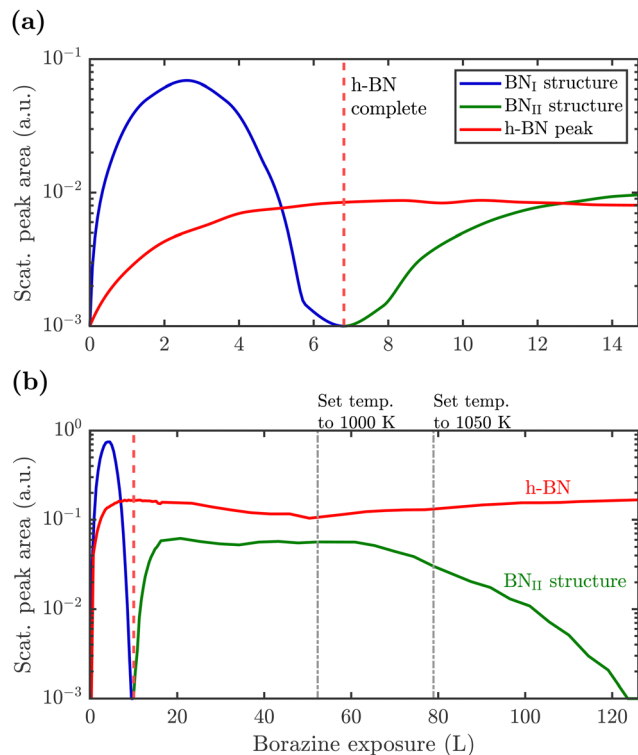 (a)
10⁻¹
10⁻²
10⁻³
Scat. peak area (a.u.)
h-BN
complete
BN_I structure
BN_II structure
h-BN peak
0 2 4 6 8 10 12 14
(b)
Set temp.
to 1000 K
Set temp.
to 1050 K
10⁰
10⁻¹
10⁻²
10⁻³
Scat. peak area (a.u.)
h-BN
BN_II structure
0 20 40 60 80 100 120
Borazine exposure (L)